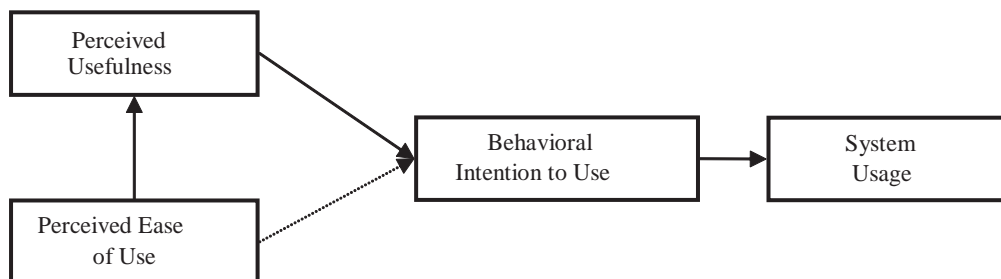 Perceived
Usefulness
Behavioral
Intention to Use
System
Usage
Perceived Ease
of Use